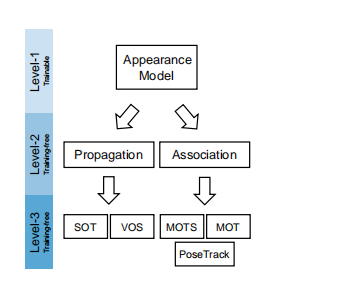 Level-1
Trainable
Appearance
Model
Level-2
Training-free
Propagation
Association
Level-3
Training-free
SOT
VOS
MOTS
MOT
PoseTrack